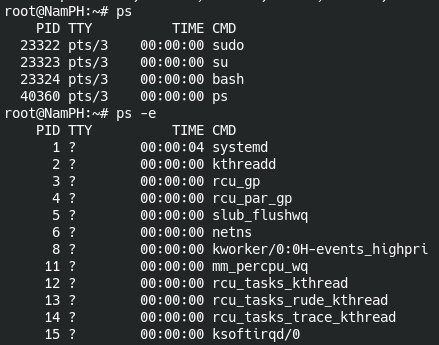 root@NamPH:~# ps
    PID TTY          TIME CMD
  23322 pts/3    00:00:00 sudo
  23323 pts/3    00:00:00 su
  23324 pts/3    00:00:00 bash
  40360 pts/3    00:00:00 ps
root@NamPH:~# ps -e
    PID TTY          TIME CMD
      1 ?        00:00:04 systemd
      2 ?        00:00:00 kthreadd
      3 ?        00:00:00 rcu_gp
      4 ?        00:00:00 rcu_par_gp
      5 ?        00:00:00 slub_flushwq
      6 ?        00:00:00 netns
      8 ?        00:00:00 kworker/0:0H-events_highpri
     11 ?        00:00:00 mm_percpu_wq
     12 ?        00:00:00 rcu_tasks_kthread
     13 ?        00:00:00 rcu_tasks_rude_kthread
     14 ?        00:00:00 rcu_tasks_trace_kthread
     15 ?        00:00:00 ksoftirqd/0